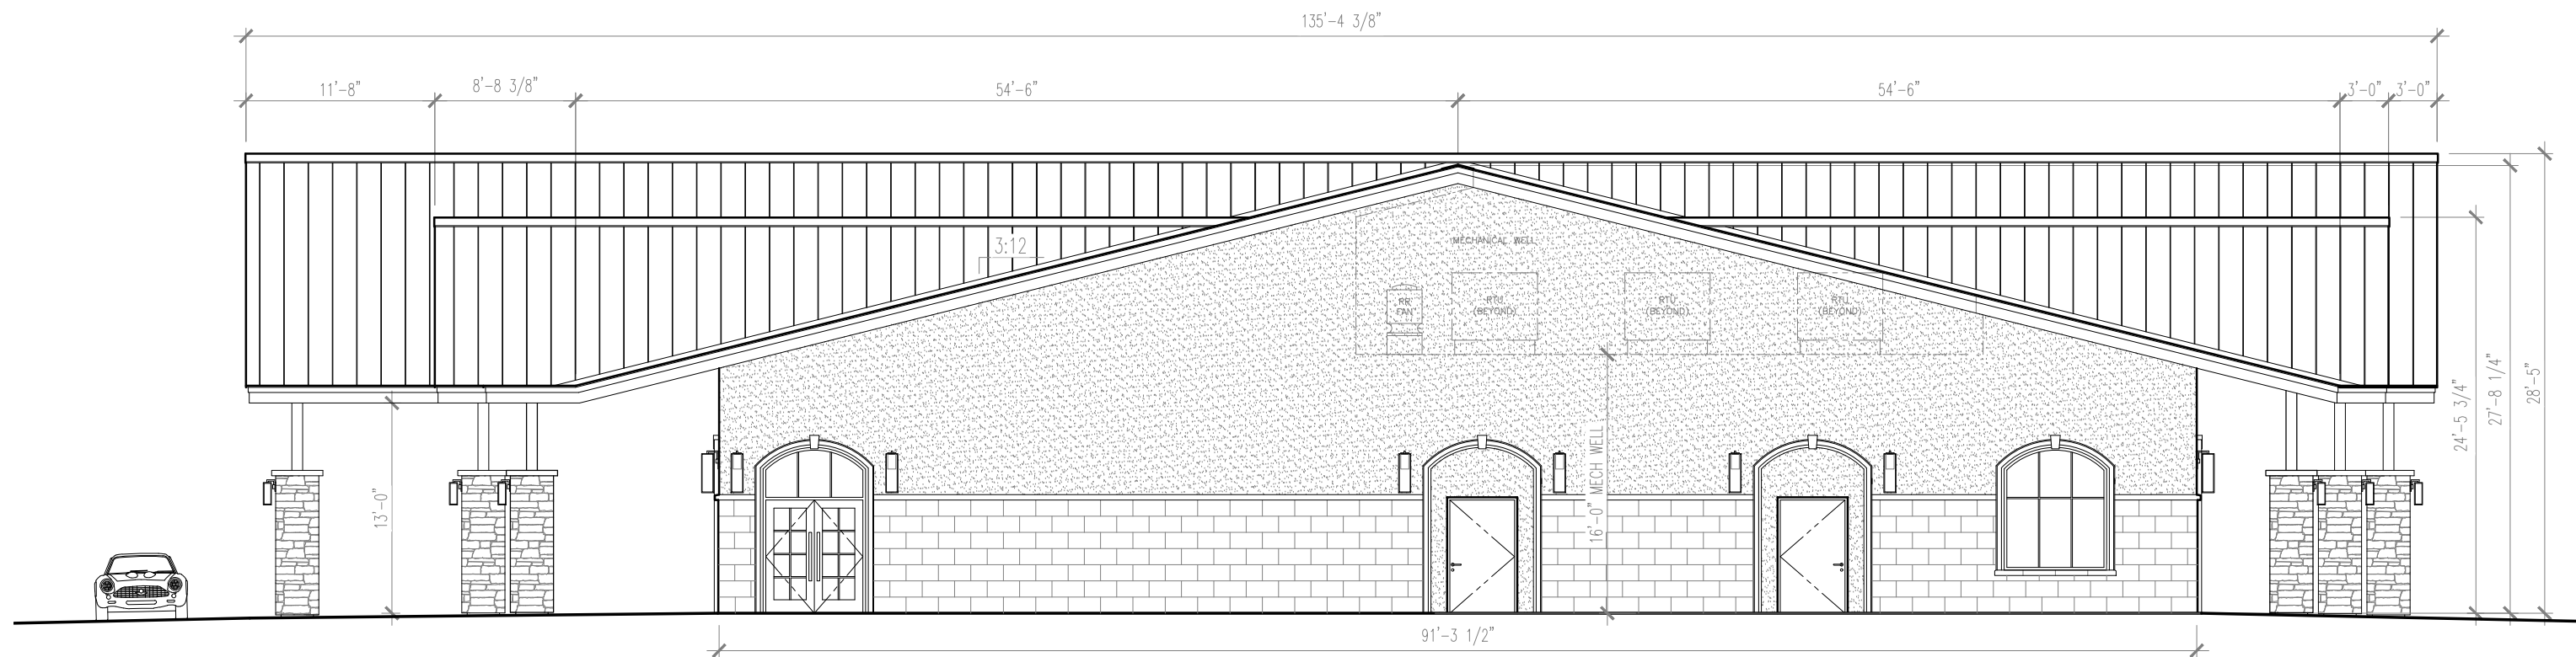 135'-4 3/8"
11'-8"
8'-8 3/8"
54'-6"
54'-6"
3'-0"
3'-0"
3:12
MECHANICAL WELL
RR
FAN
RTU
(BEYOND)
RTU
(BEYOND)
RTU
(BEYOND)
13'-0"
16'-0" MECH WELL
24'-5 3/4"
27'-8 1/4"
28'-5"
91'-3 1/2"